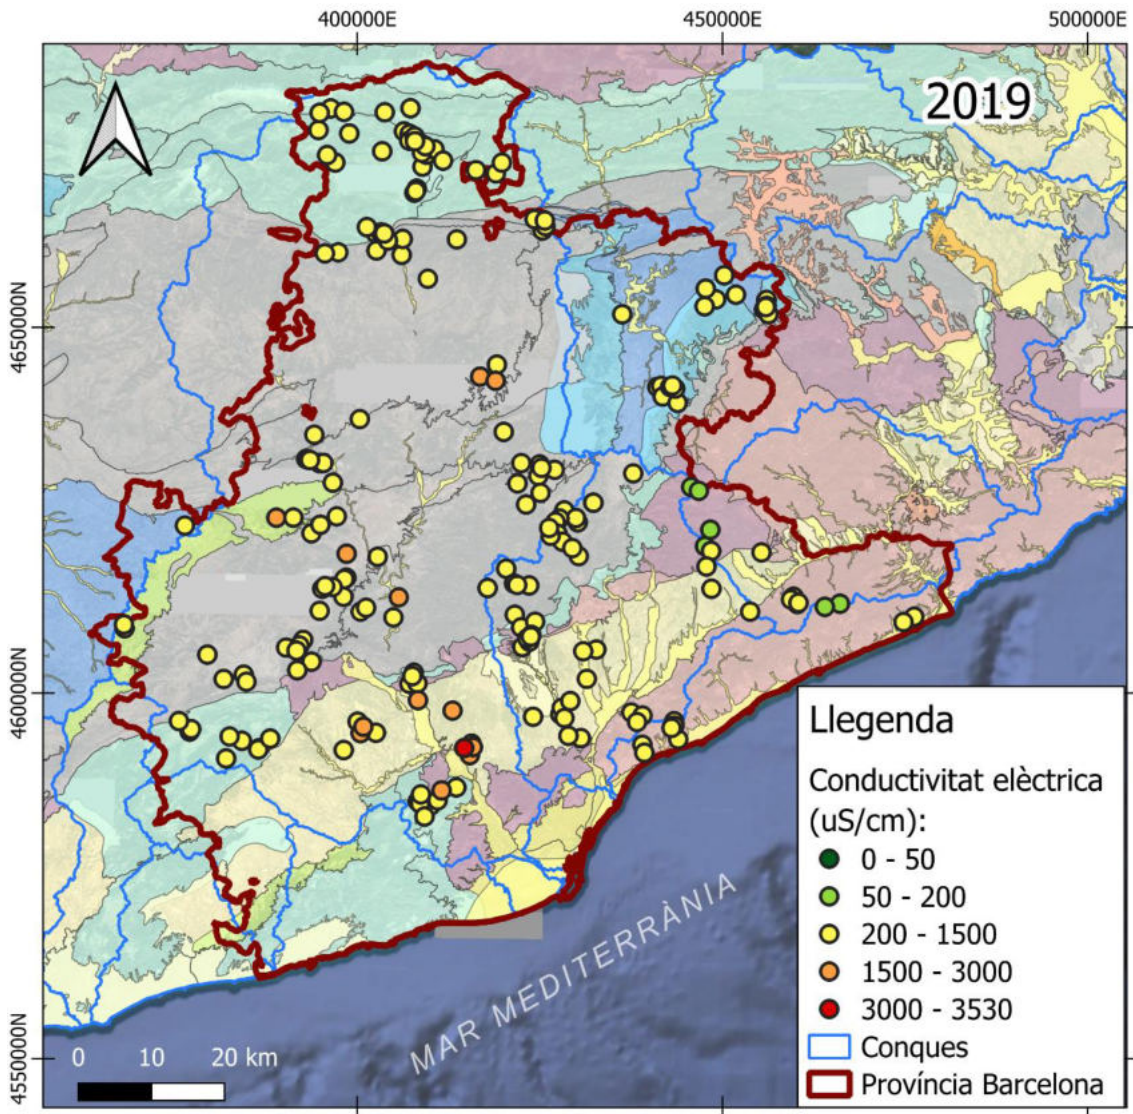 400000E
450000E
500000E
2019
4650000N
4600000N
4550000N
MAR MEDITERRÀNIA
0 10 20 km
Llegenda
Conductivitat elèctrica
(uS/cm):
0 - 50
50 - 200
200 - 1500
1500 - 3000
3000 - 3530
Conques
Província Barcelona